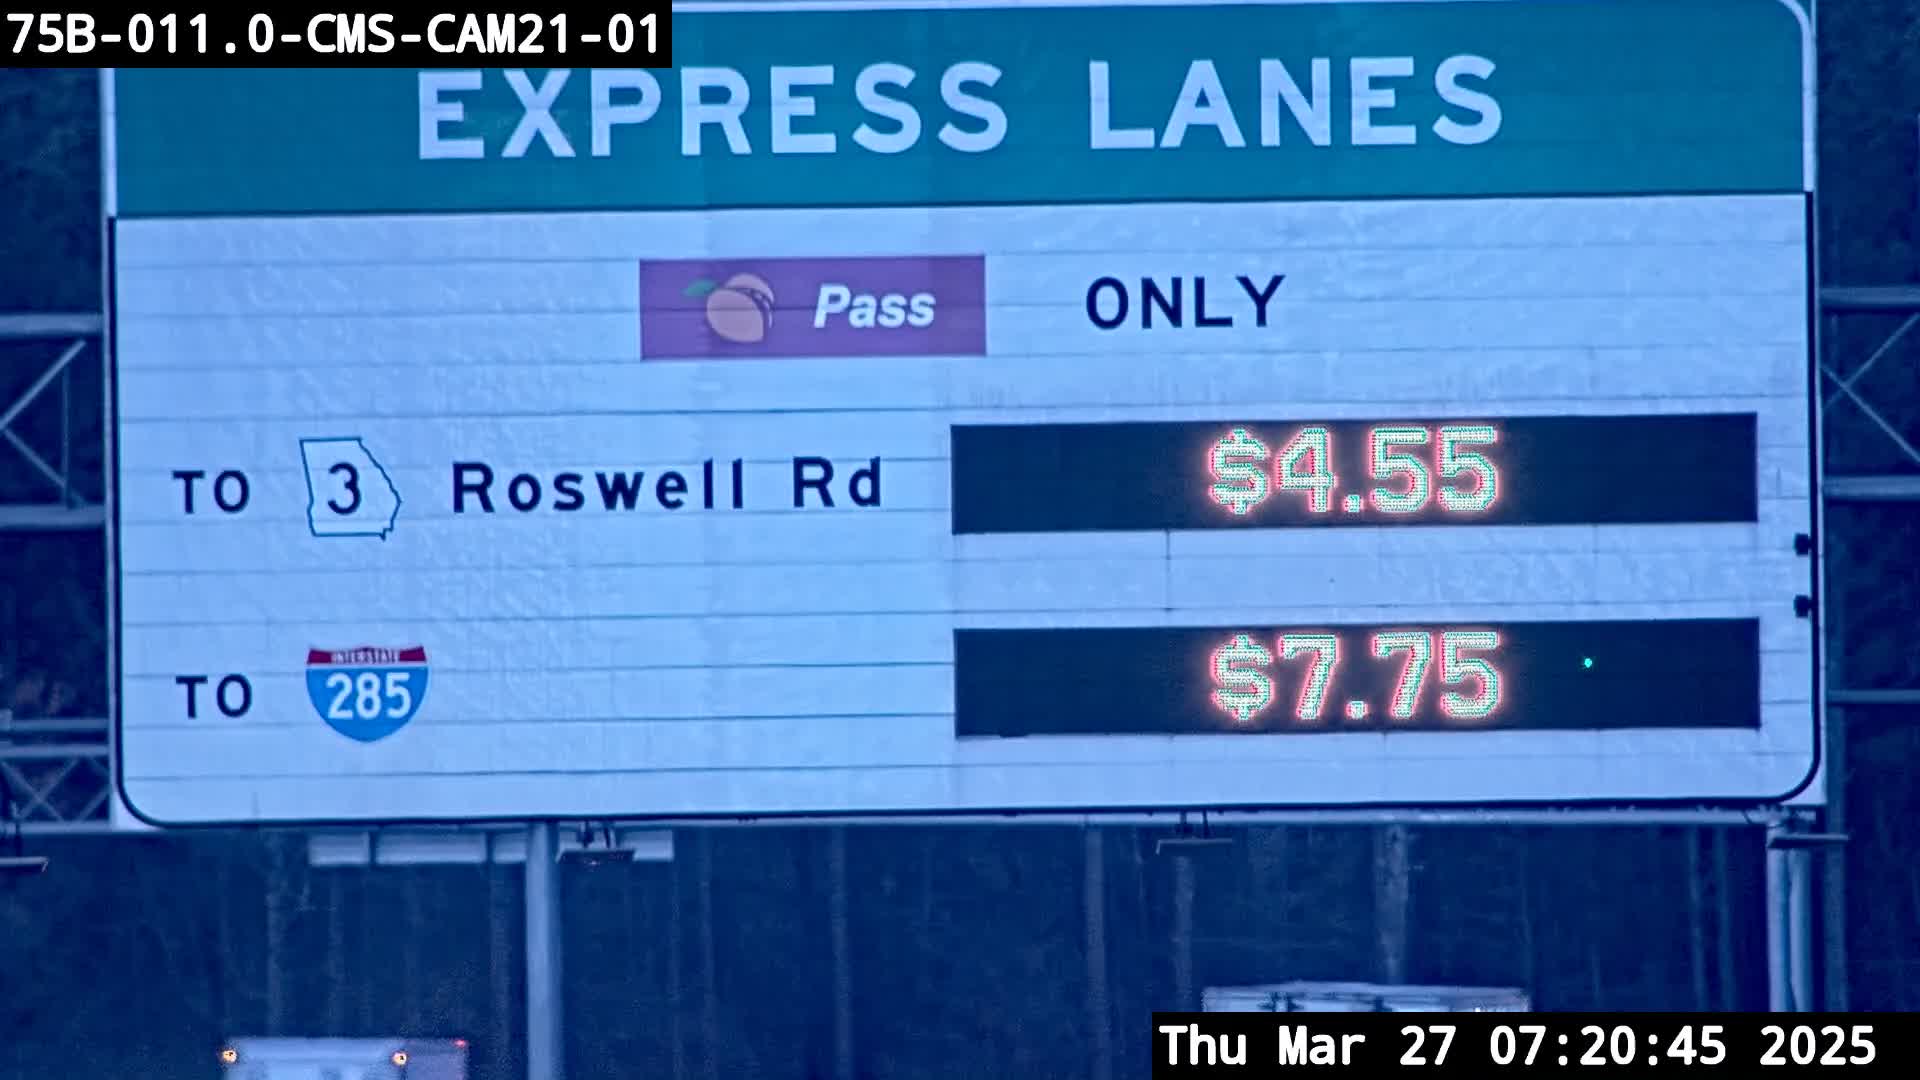 75B-011.0-CMS-CAM21-01
EXPRESS LANES
Pass ONLY
TO 3 Roswell Rd $4.55
INTERSTATE
TO 285 $7.75
Thu Mar 27 07:20:45 2025